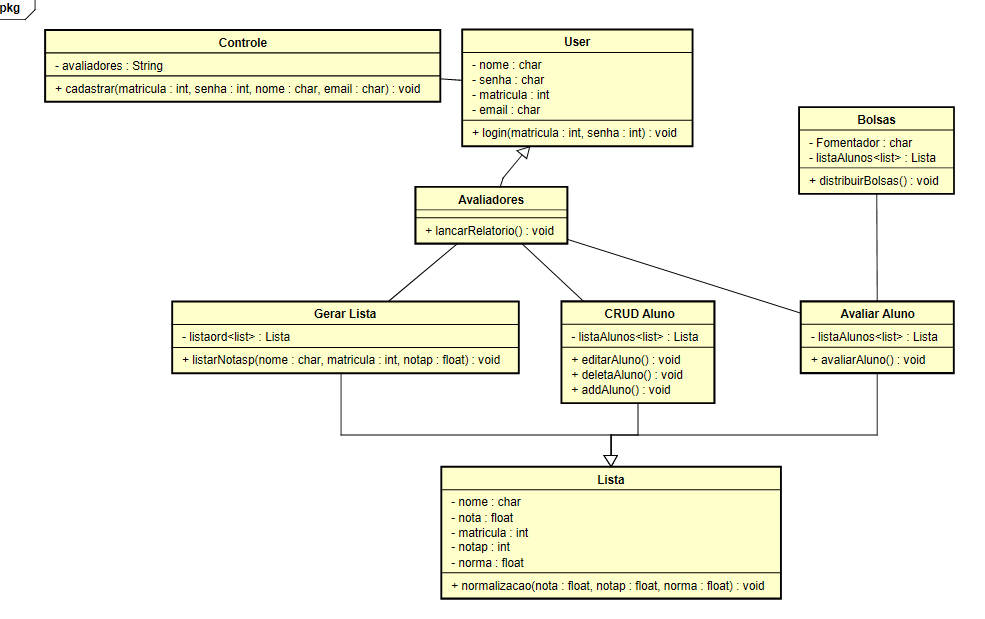 pkg
Controle
- avaliadores : String
+ cadastrar(matricula : int, senha : int, nome : char, email : char) : void
User
- nome : char
- senha : char
- matricula : int
- email : char
+ login(matricula : int, senha : int) : void
Bolsas
- Fomentador : char
- listaAlunos<list> : Lista
+ distribuirBolsas() : void
Avaliadores
+ lancarRelatorio() : void
Gerar Lista
- listaord<list> : Lista
+ listarNotasp(nome : char, matricula : int, notap : float) : void
CRUD Aluno
- listaAlunos<list> : Lista
+ editarAluno() : void
+ deletaAluno() : void
+ addAluno() : void
Avaliar Aluno
- listaAlunos<list> : Lista
+ avaliarAluno() : void
Lista
- nome : char
- nota : float
- matricula : int
- notap : int
- norma : float
+ normalizacao(nota : float, notap : float, norma : float) : void